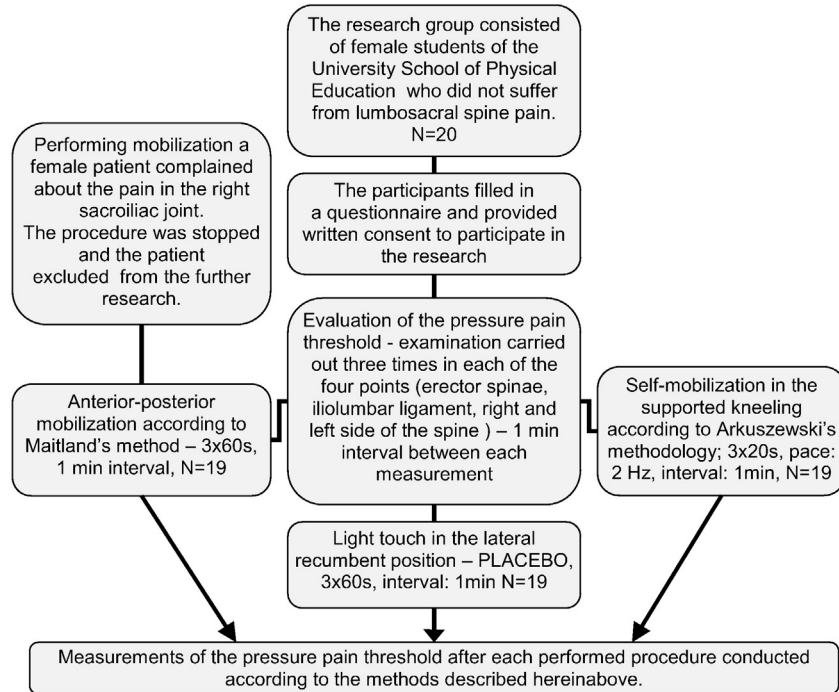 The research group consisted
of female students of the
University School of Physical
Education who did not suffer
from lumbosacral spine pain.
N=20
Performing mobilization a
female patient complained
about the pain in the right
sacroiliac joint.
The procedure was stopped
and the patient
excluded from the further
research.
The participants filled in
a questionnaire and provided
written consent to participate in
the research
Evaluation of the pressure pain
threshold - examination carried
out three times in each of the
four points (erector spinae,
iliolumbar ligament, right and
left side of the spine ) – 1 min
interval between each
measurement
Anterior-posterior
mobilization according to
Maitland's method – 3x60s,
1 min interval, N=19
Self-mobilization in the
supported kneeling
according to Arkuszewski's
methodology; 3x20s, pace:
2 Hz, interval: 1min, N=19
Light touch in the lateral
recumbent position – PLACEBO,
3x60s, interval: 1min N=19
Measurements of the pressure pain threshold after each performed procedure conducted
according to the methods described hereinabove.